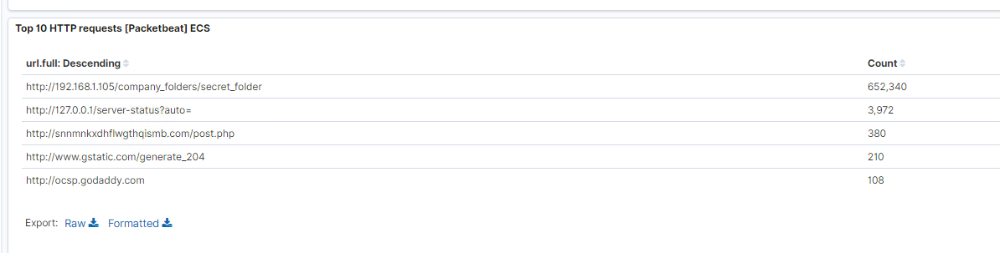 Top 10 HTTP requests [Packetbeat] ECS
url.full: Descending Count
http://192.168.1.105/company_folders/secret_folder 652,340
http://127.0.0.1/server-status?auto= 3,972
http://snnmnkxdhflwgthqismb.com/post.php 380
http://www.gstatic.com/generate_204 210
http://ocsp.godaddy.com 108
Export: Raw Formatted